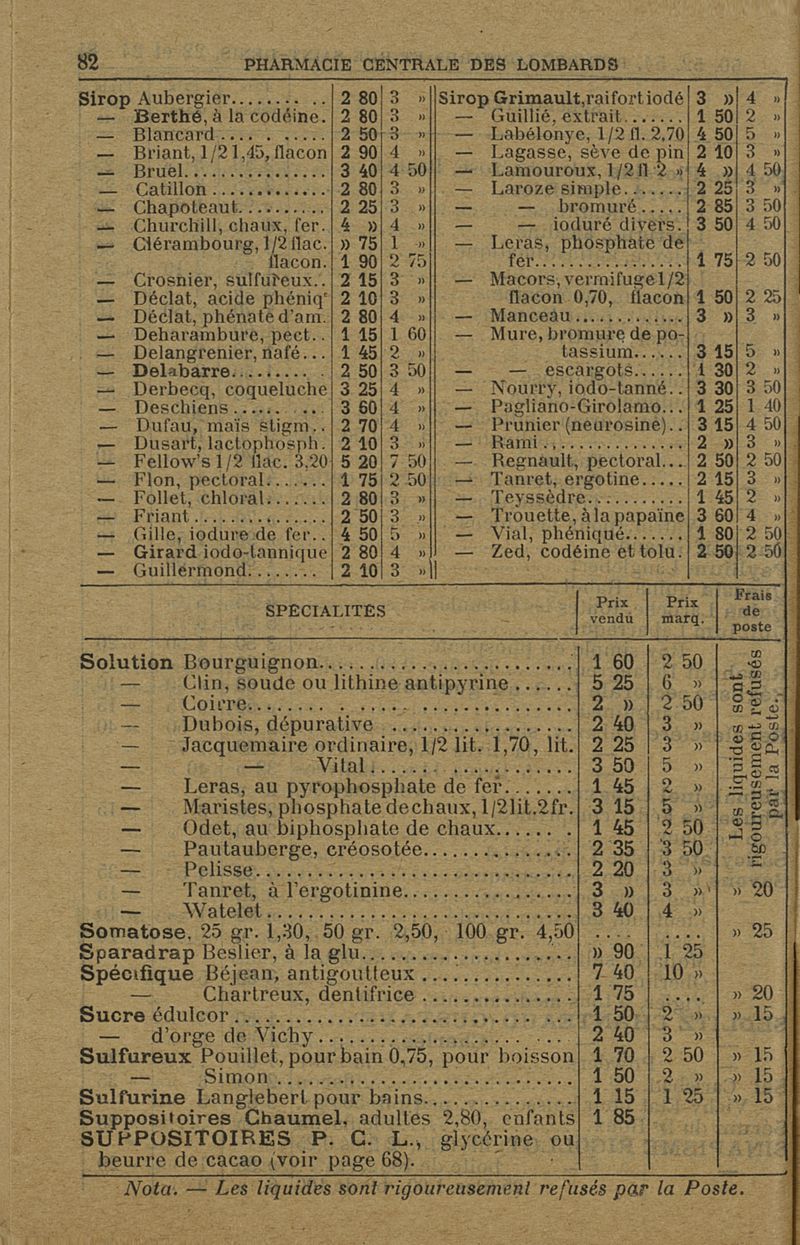 82 PHARMACIE CENTRALE DES LOMBARDS
Sirop Aubergier........ .. 2 80 3 »
— Berthé, à la codéine. 2 80 3 »
— Blancard .... . ..... 2 50 3 »
— Briant, 1/2 1,45, flacon 2 90 4 »
— Bruel............... 3 40 4 50
— Catillon ............ 2 80 3 »
— Chapoteaut.......... 2 25 3 »
— Churchill, chaux, fer. 4 » 4 »
— Clérambourg, 1/2 flac. » 75 1 »
flacon. 1 90 2 75
— Crosnier, sulfureux.. 2 15 3 »
— Déclat, acide phéniqᵉ 2 10 3 »
— Déclat, phénate d'am. 2 80 4 »
— Deharambure, pect.. 1 15 1 60
— Delangrenier, nafé... 1 45 2 »
— Delabarre......... . 2 50 3 50
— Derbecq, coqueluche 3 25 4 »
— Deschiens ...... ... 3 60 4 »
— Dufau, maïs stigm.. 2 70 4 »
— Dusart, lactophosph. 2 10 3 »
— Fellow's 1/2 flac. 3,20 5 20 7 50
— Flon, pectoral....... 1 75 2 50
— Follet, chloral....... 2 80 3 »
— Friant .............. 2 50 3 »
— Gille, iodure de fer.. 4 50 5 »
— Girard iodo-tannique 2 80 4 »
— Guillermond........ 2 10 3 »
Sirop Grimault, raifort iodé 3 » 4 »
— Guillié, extrait....... 1 50 2 »
— Labélonye, 1/2 fl. 2,70 4 50 5 »
— Lagasse, sève de pin 2 10 3 »
— Lamouroux, 1/2 fl 2 » 4 » 4 50
— Laroze simple....... 2 25 3 »
— — bromuré..... 2 85 3 50
— — ioduré divers. 3 50 4 50
— Leras, phosphate de
fer................. 1 75 2 50
— Macors, vermifuge 1/2
flacon 0,70, flacon 1 50 2 25
— Manceau ............ 3 » 3 »
— Mure, bromure de po-
tassium...... 3 15 5 »
— — escargots...... 1 30 2 »
— Nourry, iodo-tanné.. 3 30 3 50
— Pagliano-Girolamo... 1 25 1 40
— Prunier (neurosine).. 3 15 4 50
— Rami ............... 2 » 3 »
— Regnault, pectoral... 2 50 2 50
— Tanret, ergotine..... 2 15 3 »
— Teyssèdre........... 1 45 2 »
— Trouette, à la papaïne 3 60 4 »
— Vial, phéniqué....... 1 80 2 50
— Zed, codéine et tolu. 2 50 2 50
SPÉCIALITÉS
Prix vendu
Prix marq.
Frais de poste
Solution Bourguignon.......................... 1 60 2 50
— Clin, soude ou lithine antipyrine ...... 5 25 6 »
— Coirre........ . ..... ............... 2 » 2 50
— Dubois, dépurative .................. 2 40 3 »
— Jacquemaire ordinaire, 1/2 lit. 1,70, lit. 2 25 3 »
— — Vital ....... ............ 3 50 5 »
— Leras, au pyrophosphate de fer....... 1 45 2 »
— Maristes, phosphate de chaux, 1/2 lit. 2 fr. 3 15 5 »
— Odet, au biphosphate de chaux...... . 1 45 2 50
— Pautauberge, créosotée............... 2 35 3 50
— Pelisse............................... 2 20 3 »
— Tanret, à l'ergotinine................. 3 » 3 » » 20
— Watelet .............................. 3 40 4 »
Les liquides sont
rigoureusement refusés
par la Poste.
Somatose, 25 gr. 1,30, 50 gr. 2,50, 100 gr. 4,50 .... .... » 25
Sparadrap Beslier, à la glu..................... » 90 1 25
Spécifique Béjean, antigoutteux ............... 7 40 10 »
— Chartreux, dentifrice ............... 1 75 .... » 20
Sucre édulcor .............................. ... 1 50 2 » » 15
— d'orge de Vichy....................... .... 2 40 3 »
Sulfureux Pouillet, pour bain 0,75, pour boisson 1 70 2 50 » 15
— Simon ................................ 1 50 2 » » 15
Sulfurine Langlebert pour bains................ 1 15 1 25 » 15
Suppositoires Chaumel, adultes 2,80, enfants 1 85
SUPPOSITOIRES P. C. L., glycérine ou
beurre de cacao (voir page 68).
Nota. — Les liquides sont rigoureusement refusés par la Poste.